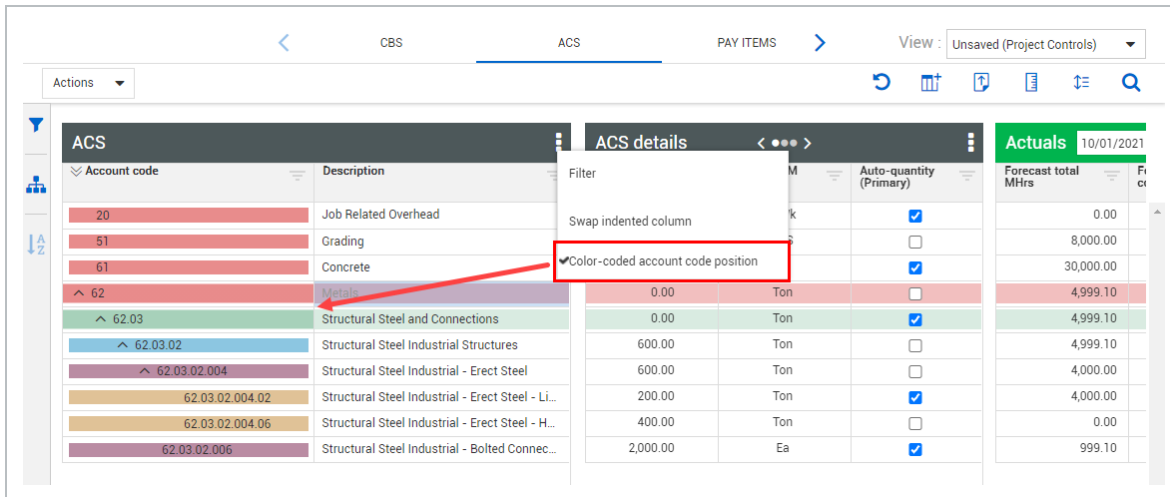 CBS ACS PAY ITEMS View : Unsaved (Project Controls)
Actions
ACS ACS details Actuals 10/01/2021
Account code Description M Auto-quantity (Primary) Forecast total MHrs
Filter
Swap indented column
Color-coded account code position
20 Job Related Overhead 0.00
51 Grading 8,000.00
61 Concrete 30,000.00
62 Metals 0.00 Ton 4,999.10
62.03 Structural Steel and Connections 0.00 Ton 4,999.10
62.03.02 Structural Steel Industrial Structures 600.00 Ton 4,999.10
62.03.02.004 Structural Steel Industrial - Erect Steel 600.00 Ton 4,000.00
62.03.02.004.02 Structural Steel Industrial - Erect Steel - Li... 200.00 Ton 4,000.00
62.03.02.004.06 Structural Steel Industrial - Erect Steel - H... 400.00 Ton 0.00
62.03.02.006 Structural Steel Industrial - Bolted Connec... 2,000.00 Ea 999.10